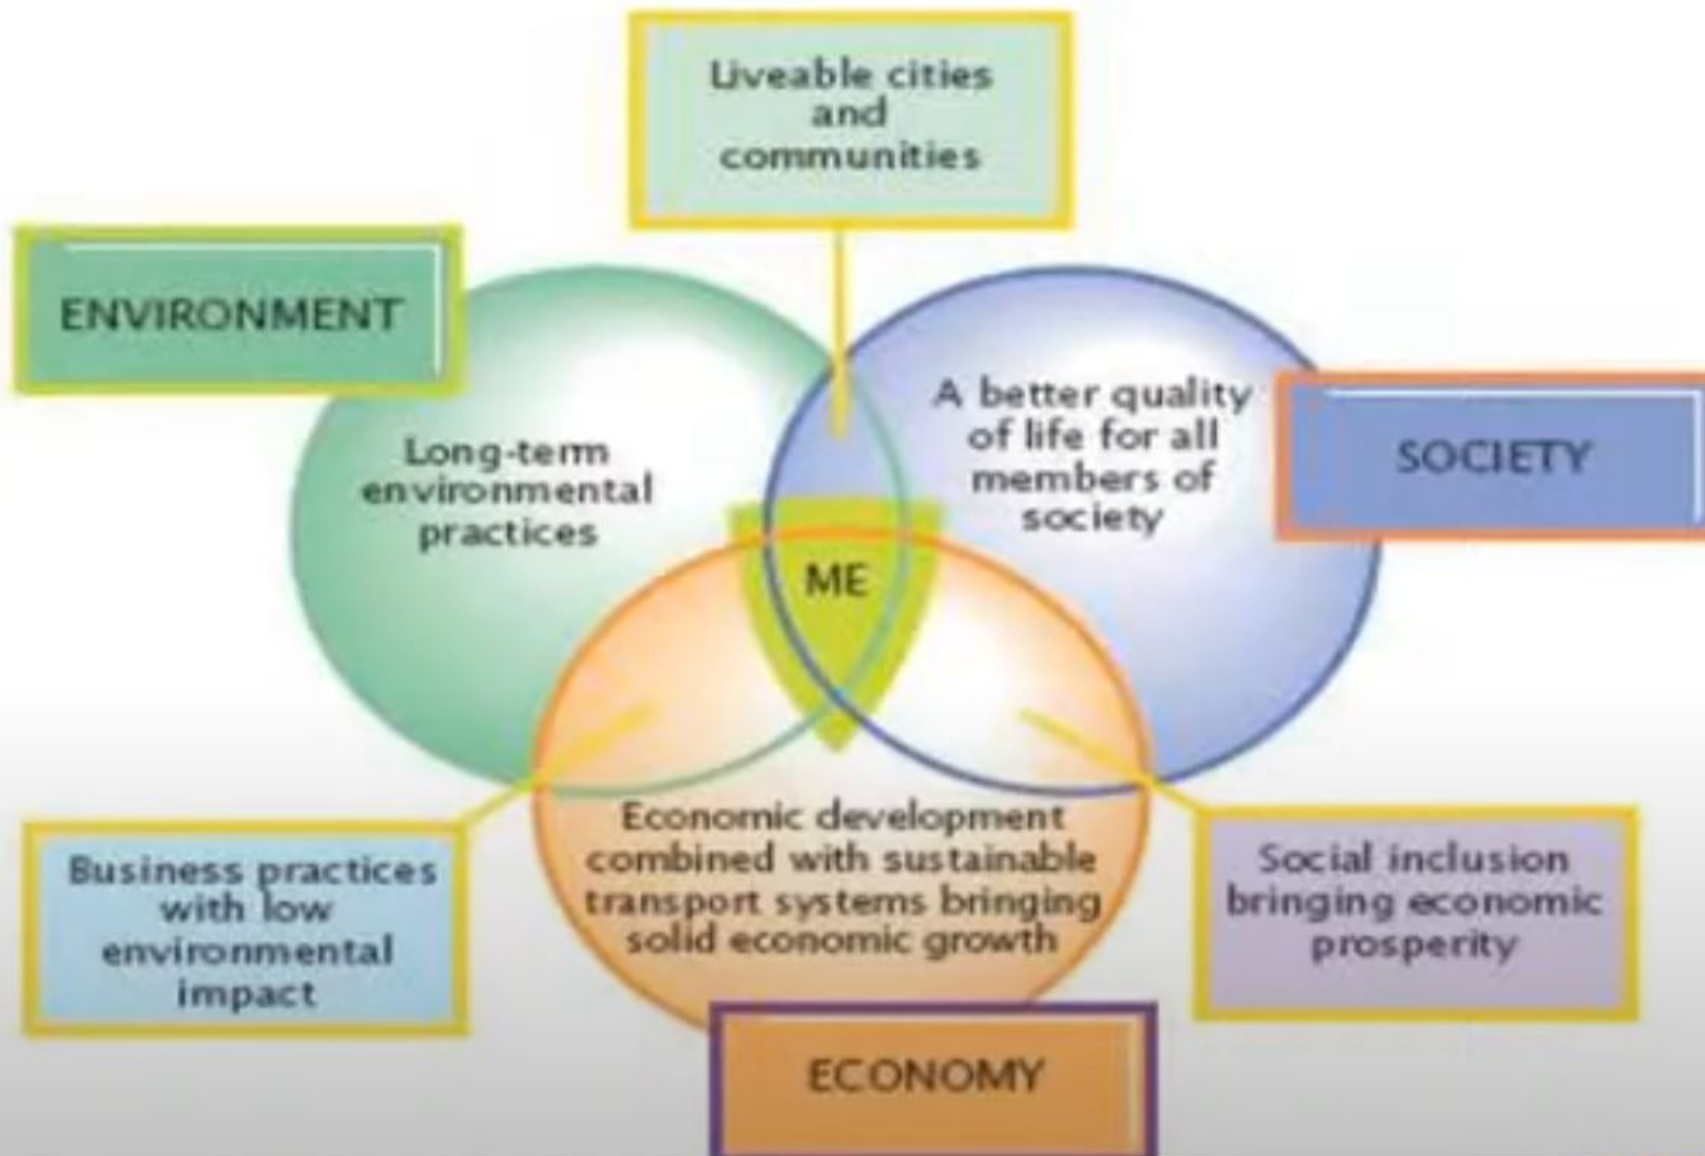 Liveable cities
and
communities
ENVIRONMENT
Long-term
environmental
practices
A better quality
of life for all
members of
society
SOCIETY
ME
Business practices
with low
environmental
impact
Economic development
combined with sustainable
transport systems bringing
solid economic growth
Social inclusion
bringing economic
prosperity
ECONOMY